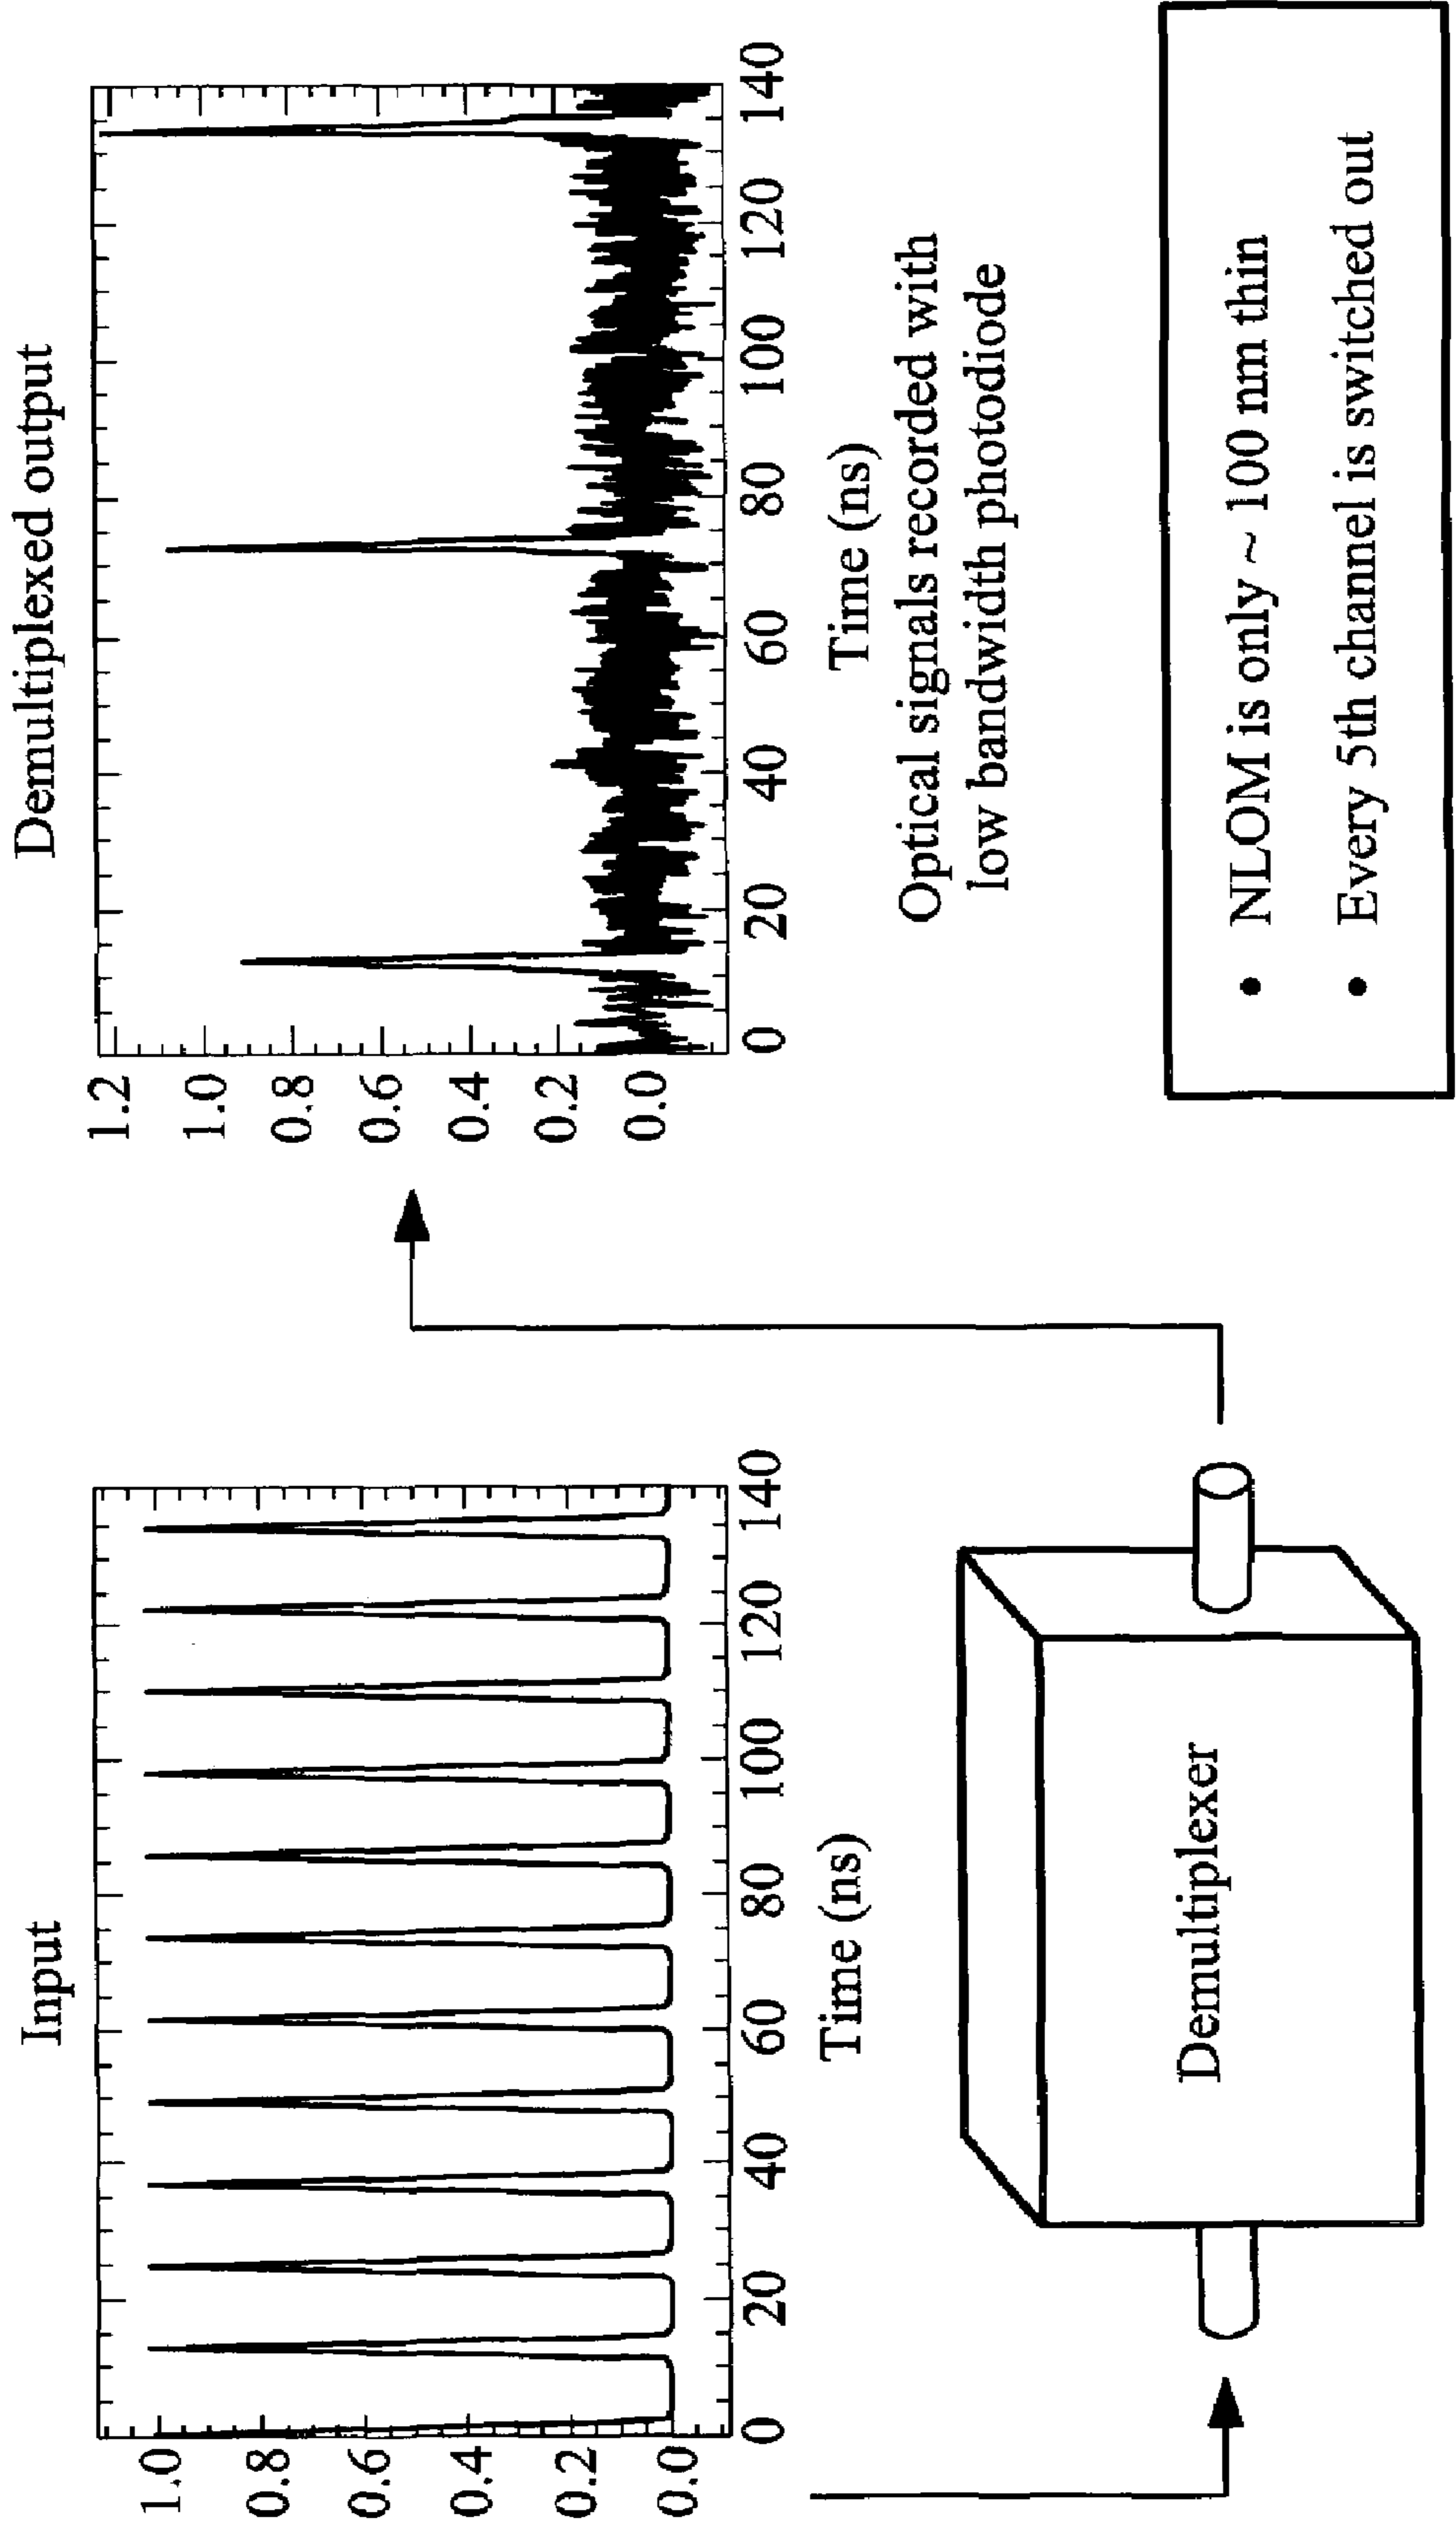 Input
1.0
0.8
0.6
0.4
0.2
0.0
0 20 40 60 80 100 120 140
Time (ns)
Demultiplexer
Demultiplexed output
1.2
1.0
0.8
0.6
0.4
0.2
0.0
0 20 40 60 80 100 120 140
Time (ns)
Optical signals recorded with
low bandwidth photodiode
• NLOM is only ~ 100 nm thin
• Every 5th channel is switched out